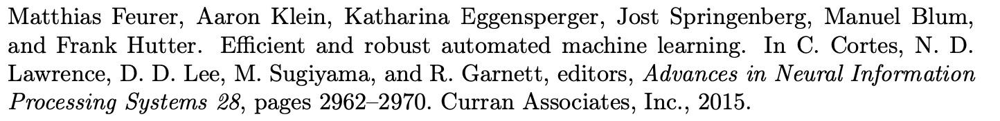 Matthias Feurer, Aaron Klein, Katharina Eggensperger, Jost Springenberg, Manuel Blum,
and Frank Hutter. Efficient and robust automated machine learning. In C. Cortes, N. D.
Lawrence, D. D. Lee, M. Sugiyama, and R. Garnett, editors, Advances in Neural Information
Processing Systems 28, pages 2962–2970. Curran Associates, Inc., 2015.